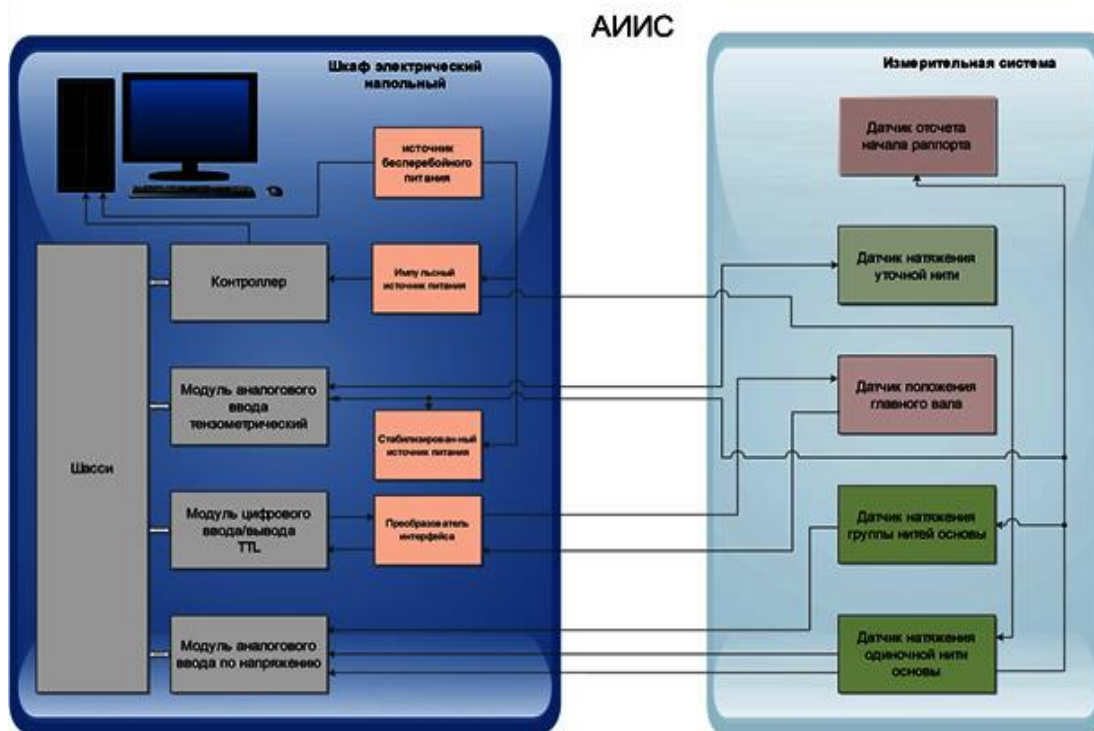 АИИС
Шкаф электрический
напольный
источник
бесперебойного
питания
Контроллер
Импульсный
источник питания
Модуль аналогового
ввода
тензометрический
Стабилизирован-ный
источник питания
Шасси
Модуль цифрового
ввода/вывода
TTL
Преобразователь
интерфейса
Модуль аналогового
ввода по напряжению
Измерительная система
Датчик отсчета
начала раппорта
Датчик натяжения
уточной нити
Датчик положения
главного вала
Датчик натяжения
группы нитей основы
Датчик натяжения
одиночной нити
основы